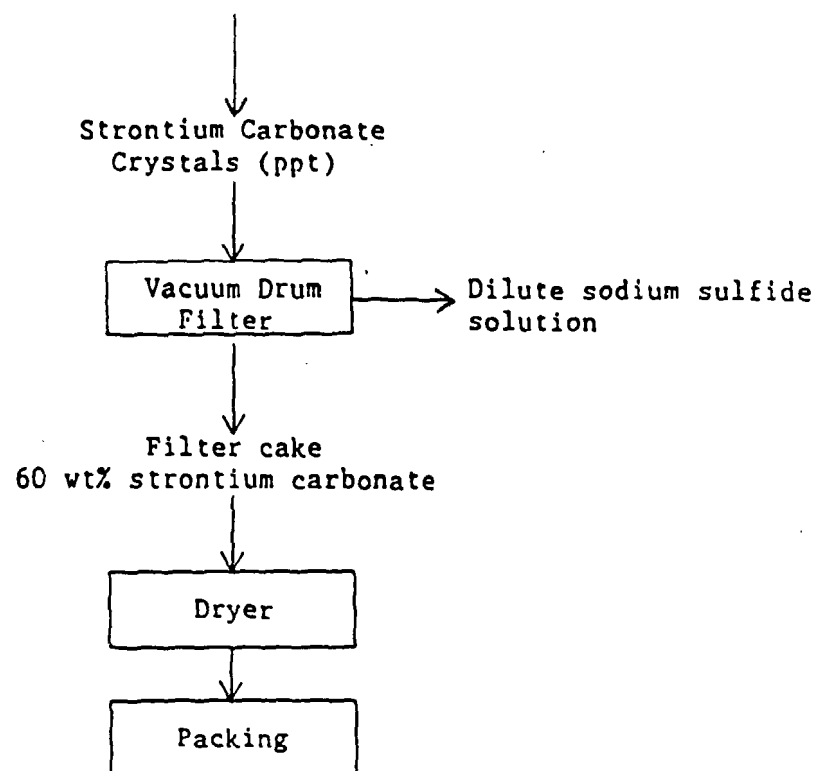 Strontium Carbonate
Crystals (ppt)
Vacuum Drum
Filter
Dilute sodium sulfide
solution
Filter cake
60 wt% strontium carbonate
Dryer
Packing